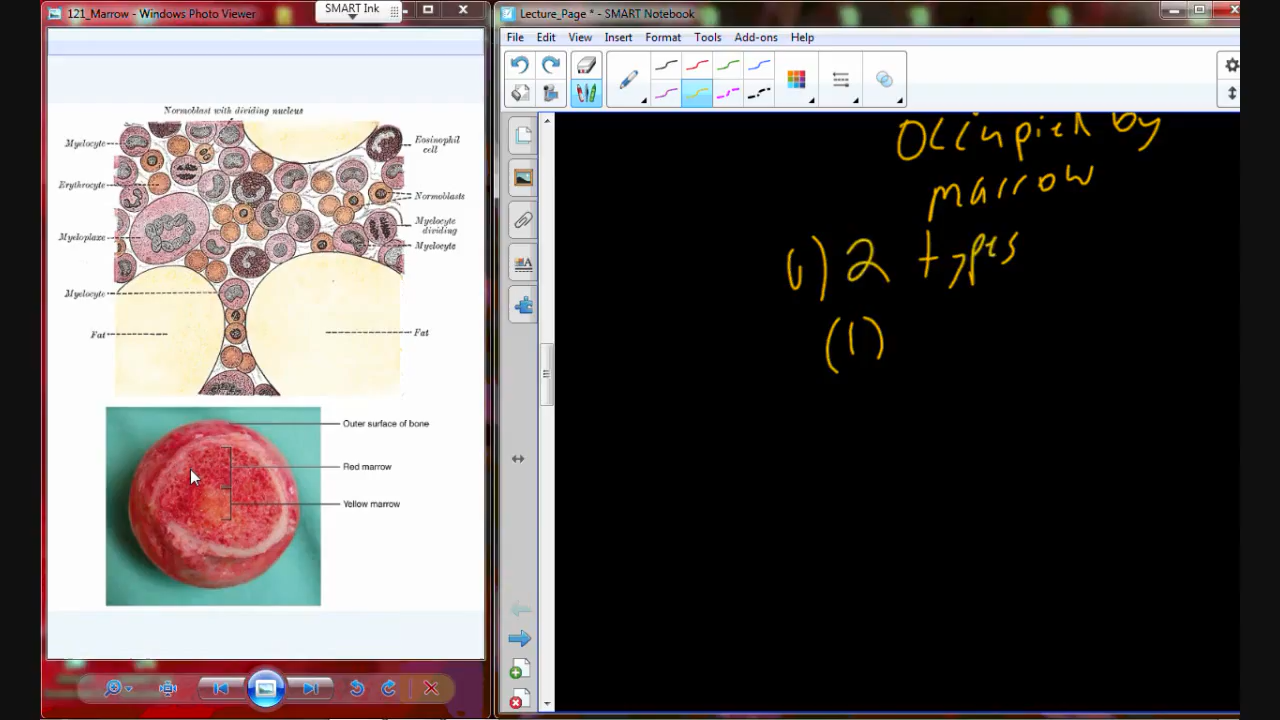 121_Marrow - Windows Photo Viewer
SMART Ink
Lecture_Page * - SMART Notebook
File Edit View Insert Format Tools Add-ons Help
Normoblast with dividing nucleus
Myelocyte
Eosinophil
cell
Erythrocyte
Normoblasts
Myelocyte
dividing
Myeloplaxe
Myelocyte
Myelocyte
Fat
Fat
Outer surface of bone
Red marrow
Yellow marrow
Occupied by
marrow
2 types
(1)